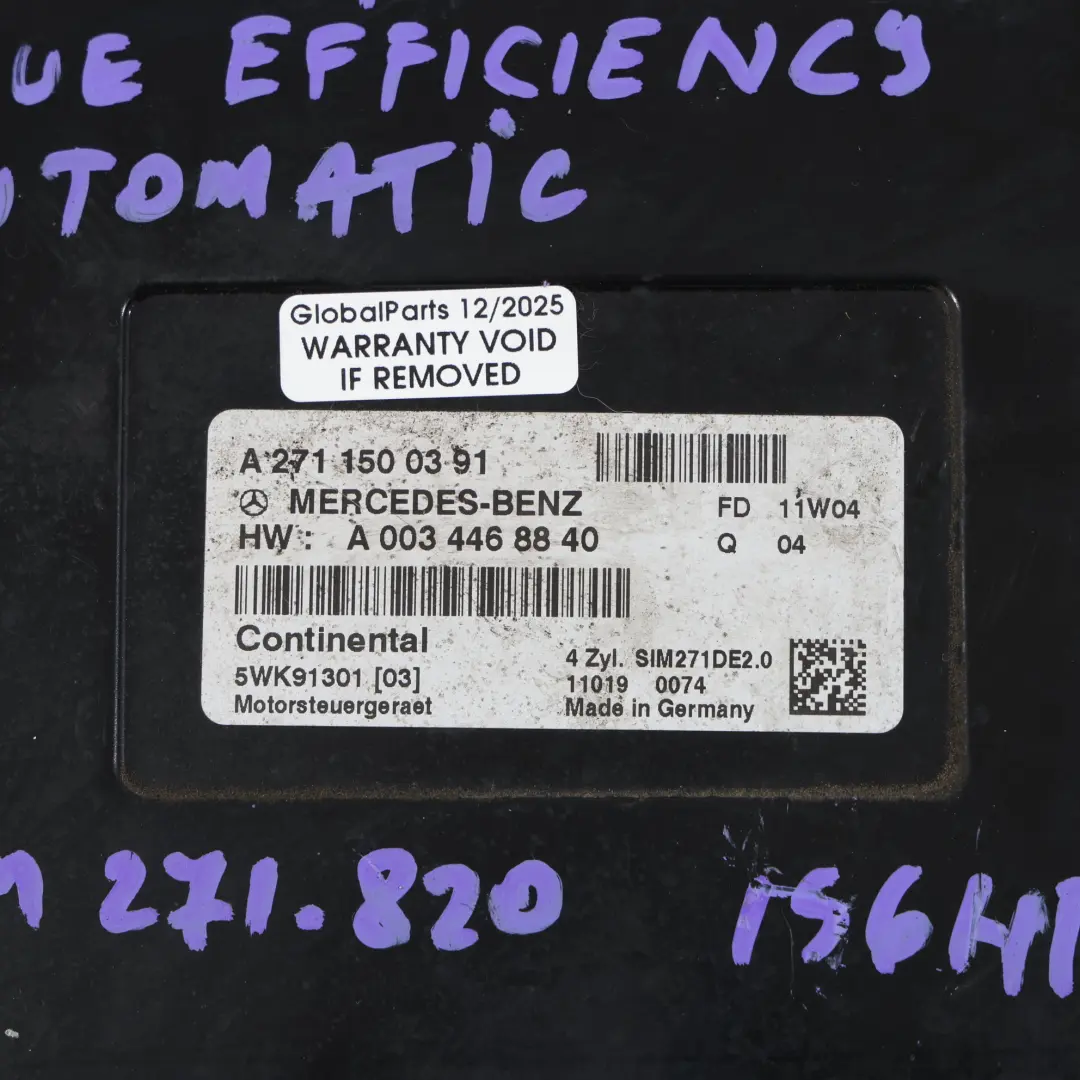 UE EFFICIENCY
UTOMATIC
GlobalParts 12/2025
WARRANTY VOID
IF REMOVED
A 271 150 03 91
MERCEDES-BENZ
FD 11W04
HW: A 003 446 88 40
Q 04
Continental
5WK91301 [03]
4 Zyl. SIM271DE2.0
11019 0074
Motorsteuergeraet
Made in Germany
M 271.820 156HP